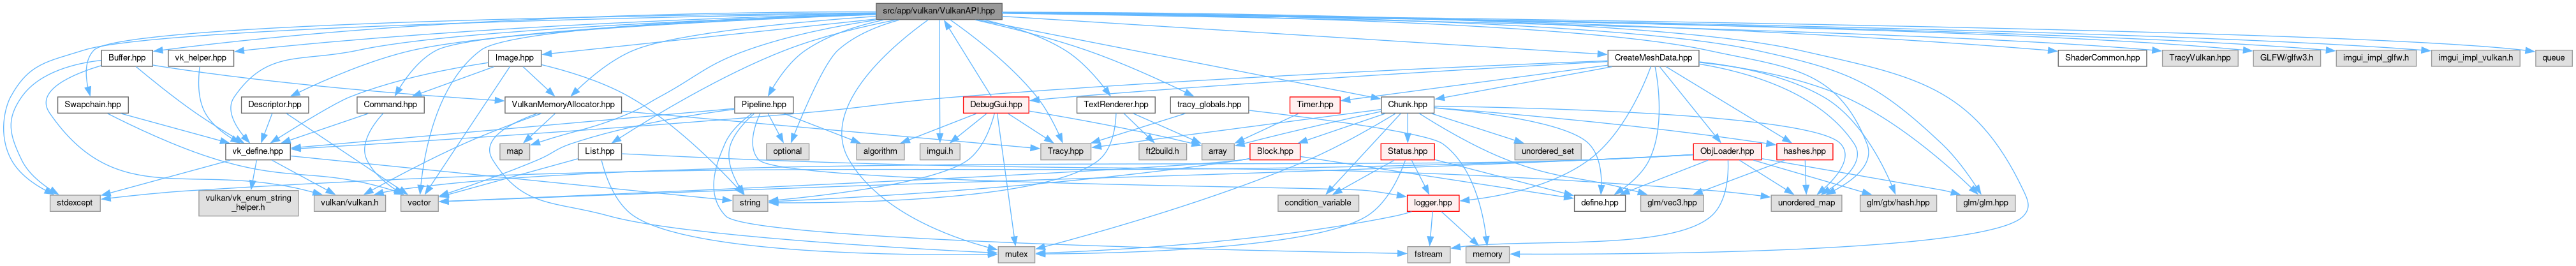 src/app/vulkan/VulkanAPI.hpp
Buffer.hpp
vk_helper.hpp
Image.hpp
CreateMeshData.hpp
ShaderCommon.hpp
TracyVulkan.hpp
GLFW/glfw3.h
imgui_impl_glfw.h
imgui_impl_vulkan.h
queue
Swapchain.hpp
Descriptor.hpp
Command.hpp
VulkanMemoryAllocator.hpp
Pipeline.hpp
DebugGui.hpp
TextRenderer.hpp
tracy_globals.hpp
Timer.hpp
Chunk.hpp
vk_define.hpp
map
List.hpp
optional
algorithm
imgui.h
Tracy.hpp
ft2build.h
array
Block.hpp
Status.hpp
unordered_set
ObjLoader.hpp
hashes.hpp
stdexcept
vulkan/vk_enum_string
_helper.h
vulkan/vulkan.h
vector
string
condition_variable
logger.hpp
define.hpp
glm/vec3.hpp
unordered_map
glm/gtx/hash.hpp
glm/glm.hpp
mutex
fstream
memory